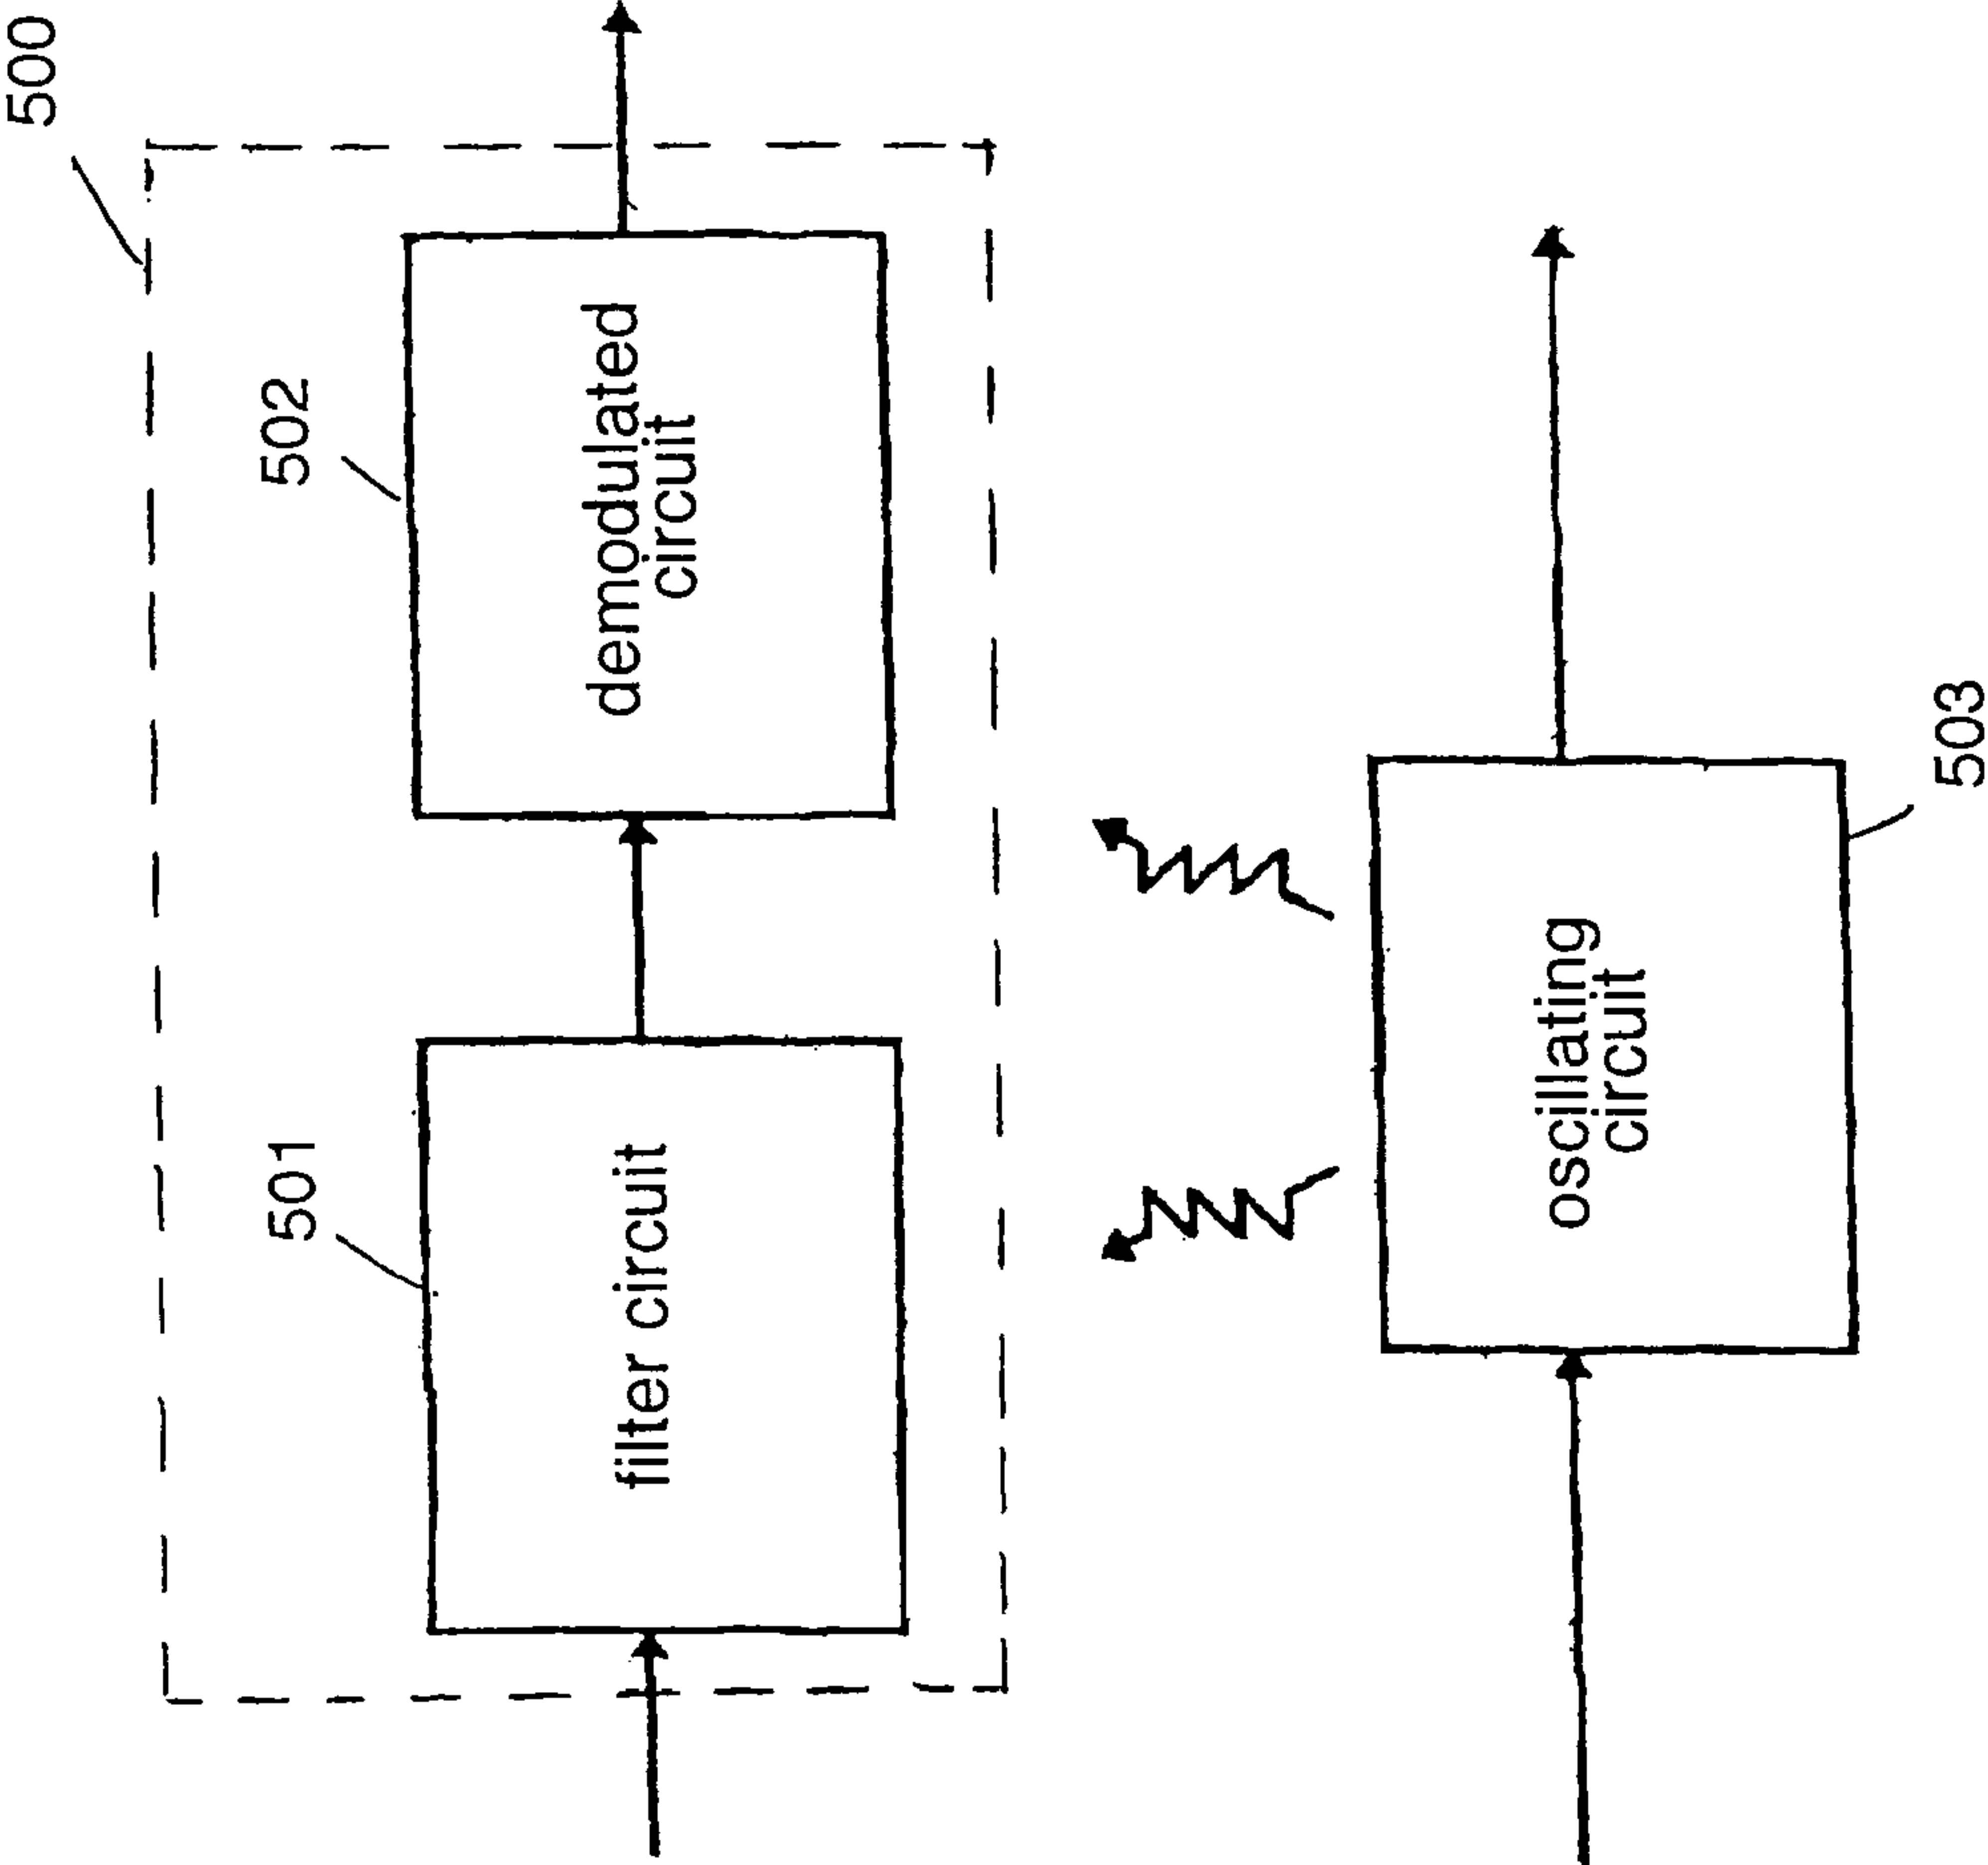 500
501
502
filter circuit
demodulated
circuit
oscillating
circuit
503